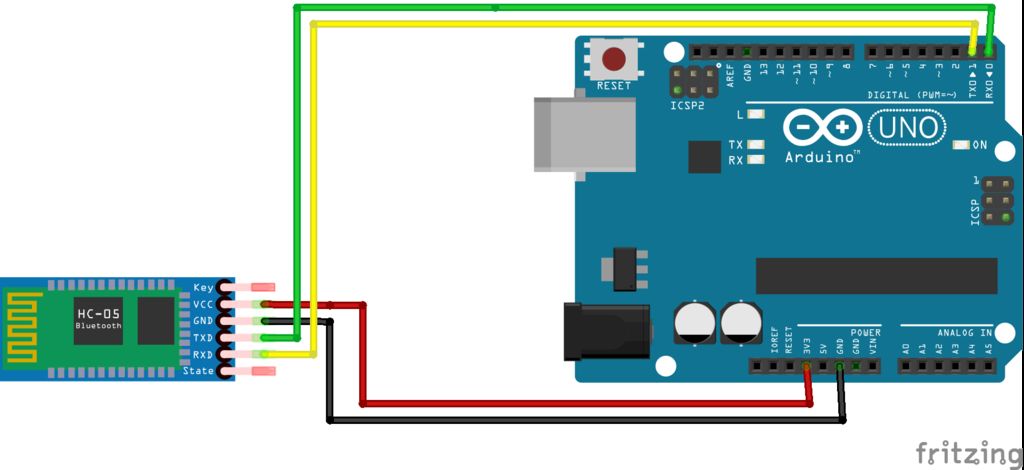 RESET
ICSP2
AREF
GND
13
12
~11
~10
~9
8
7
~6
~5
4
~3
2
TX0▶1
RX0◀0
DIGITAL (PWM=~)
L
TX
RX
Arduino™
UNO
ON
1
ICSP
Key
VCC
GND
TXD
RXD
State
HC-05
Bluetooth
IOREF
RESET
3V3
5V
GND
GND
VIN
POWER
ANALOG IN
A0
A1
A2
A3
A4
A5
fritzing